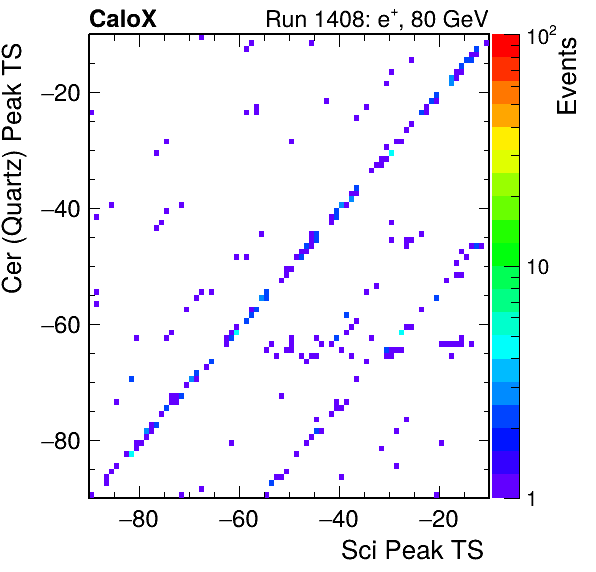 CaloX Run 1408: e⁺, 80 GeV
Cer (Quartz) Peak TS
−20
−40
−60
−80
−80 −60 −40 −20
Sci Peak TS
10²
10
1
Events